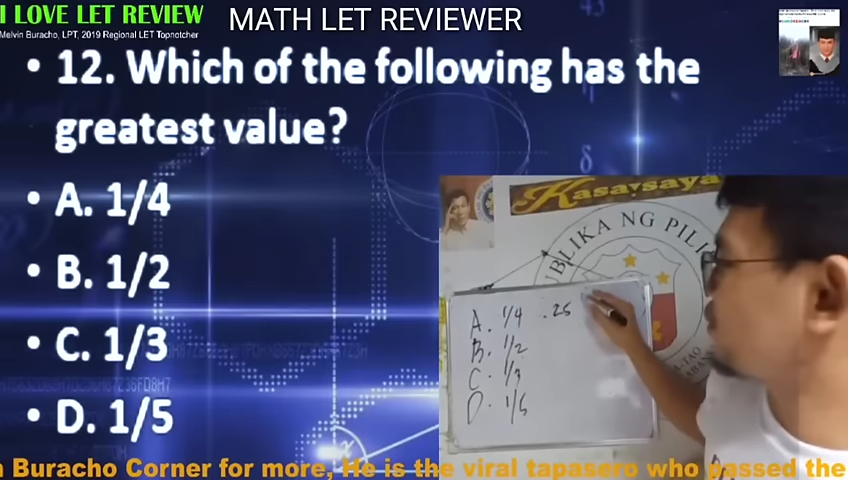 I LOVE LET REVIEW
Melvin Buracho, LPT, 2019 Regional LET Topnotcher
MATH LET REVIEWER
• 12. Which of the following has the
greatest value?
• A. 1/4
• B. 1/2
• C. 1/3
• D. 1/5
Kasaysaya
UBLIKA NG PILI
A. 1/4 .25
B. 1/2
C. 1/3
D. 1/5
Buracho Corner for more, He is the viral tapasero who passed the